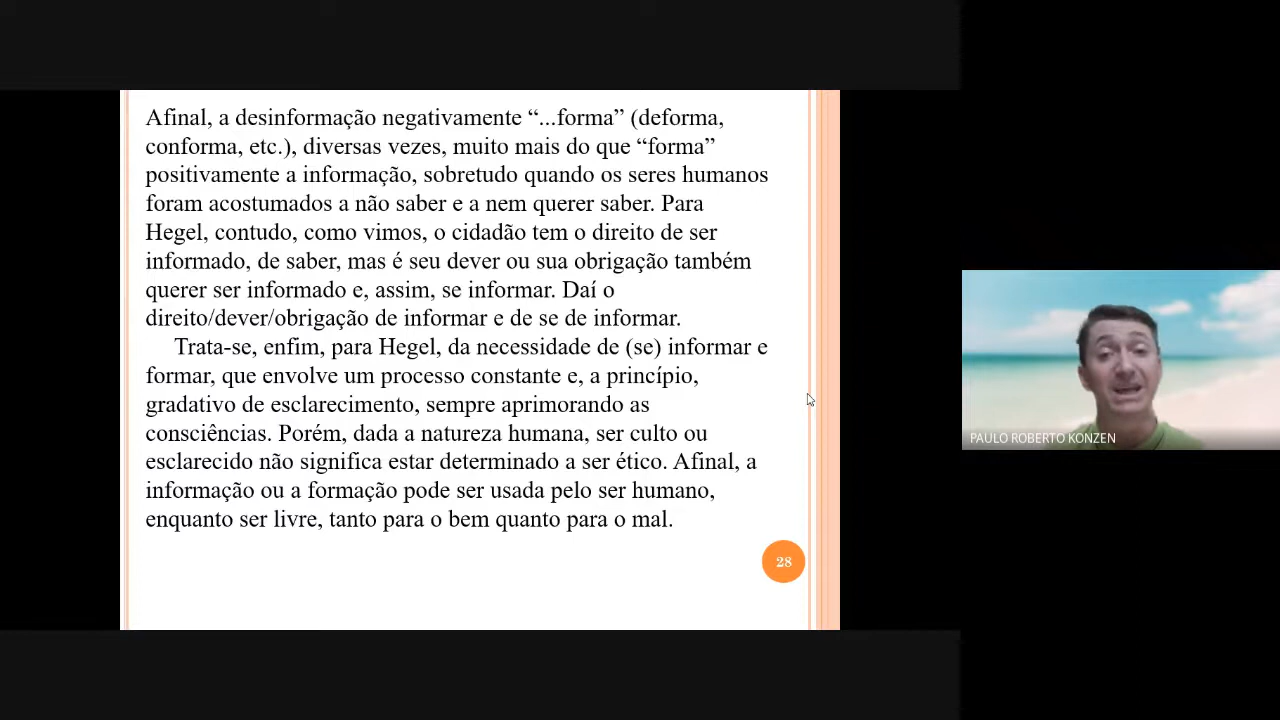 Afinal, a desinformação negativamente “...forma” (deforma,
conforma, etc.), diversas vezes, muito mais do que “forma”
positivamente a informação, sobretudo quando os seres humanos
foram acostumados a não saber e a nem querer saber. Para
Hegel, contudo, como vimos, o cidadão tem o direito de ser
informado, de saber, mas é seu dever ou sua obrigação também
querer ser informado e, assim, se informar. Daí o
direito/dever/obrigação de informar e de se de informar.
Trata-se, enfim, para Hegel, da necessidade de (se) informar e
formar, que envolve um processo constante e, a princípio,
gradativo de esclarecimento, sempre aprimorando as
consciências. Porém, dada a natureza humana, ser culto ou
esclarecido não significa estar determinado a ser ético. Afinal, a
informação ou a formação pode ser usada pelo ser humano,
enquanto ser livre, tanto para o bem quanto para o mal.
28
PAULO ROBERTO KONZEN